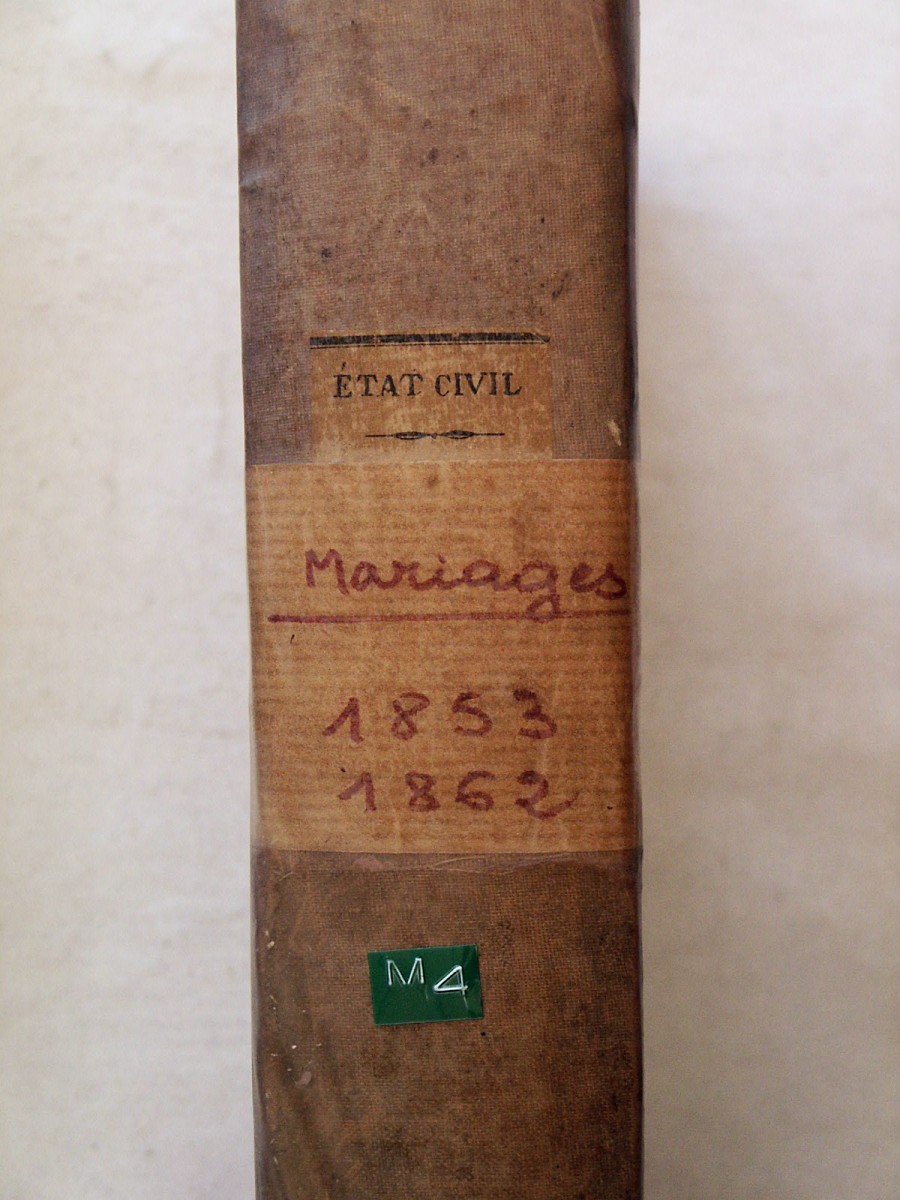 ÉTAT CIVIL
Mariages
1853
1862
M4